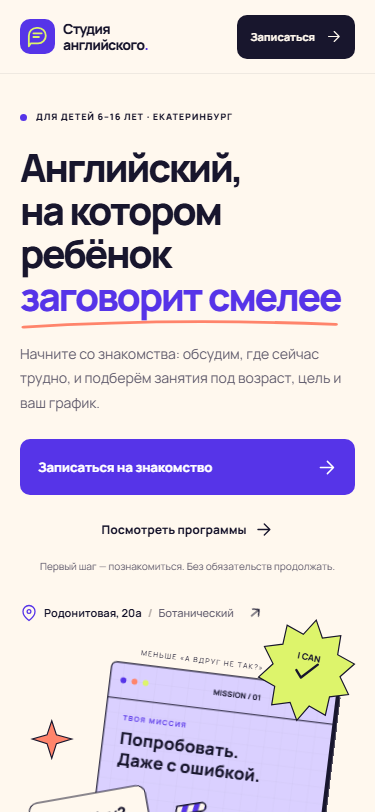 Студия
английского.
Записаться
ДЛЯ ДЕТЕЙ 6–16 ЛЕТ · ЕКАТЕРИНБУРГ
Английский,
на котором
ребёнок
заговорит смелее
Начните со знакомства: обсудим, где сейчас
трудно, и подберём занятия под возраст, цель и
ваш график.
Записаться на знакомство
Посмотреть программы
Первый шаг — познакомиться. Без обязательств продолжать.
Родонитовая, 20а / Ботанический
МЕНЬШЕ «А ВДРУГ НЕ ТАК?»
I CAN
MISSION / 01
ТВОЯ МИССИЯ
Попробовать.
Даже с ошибкой.